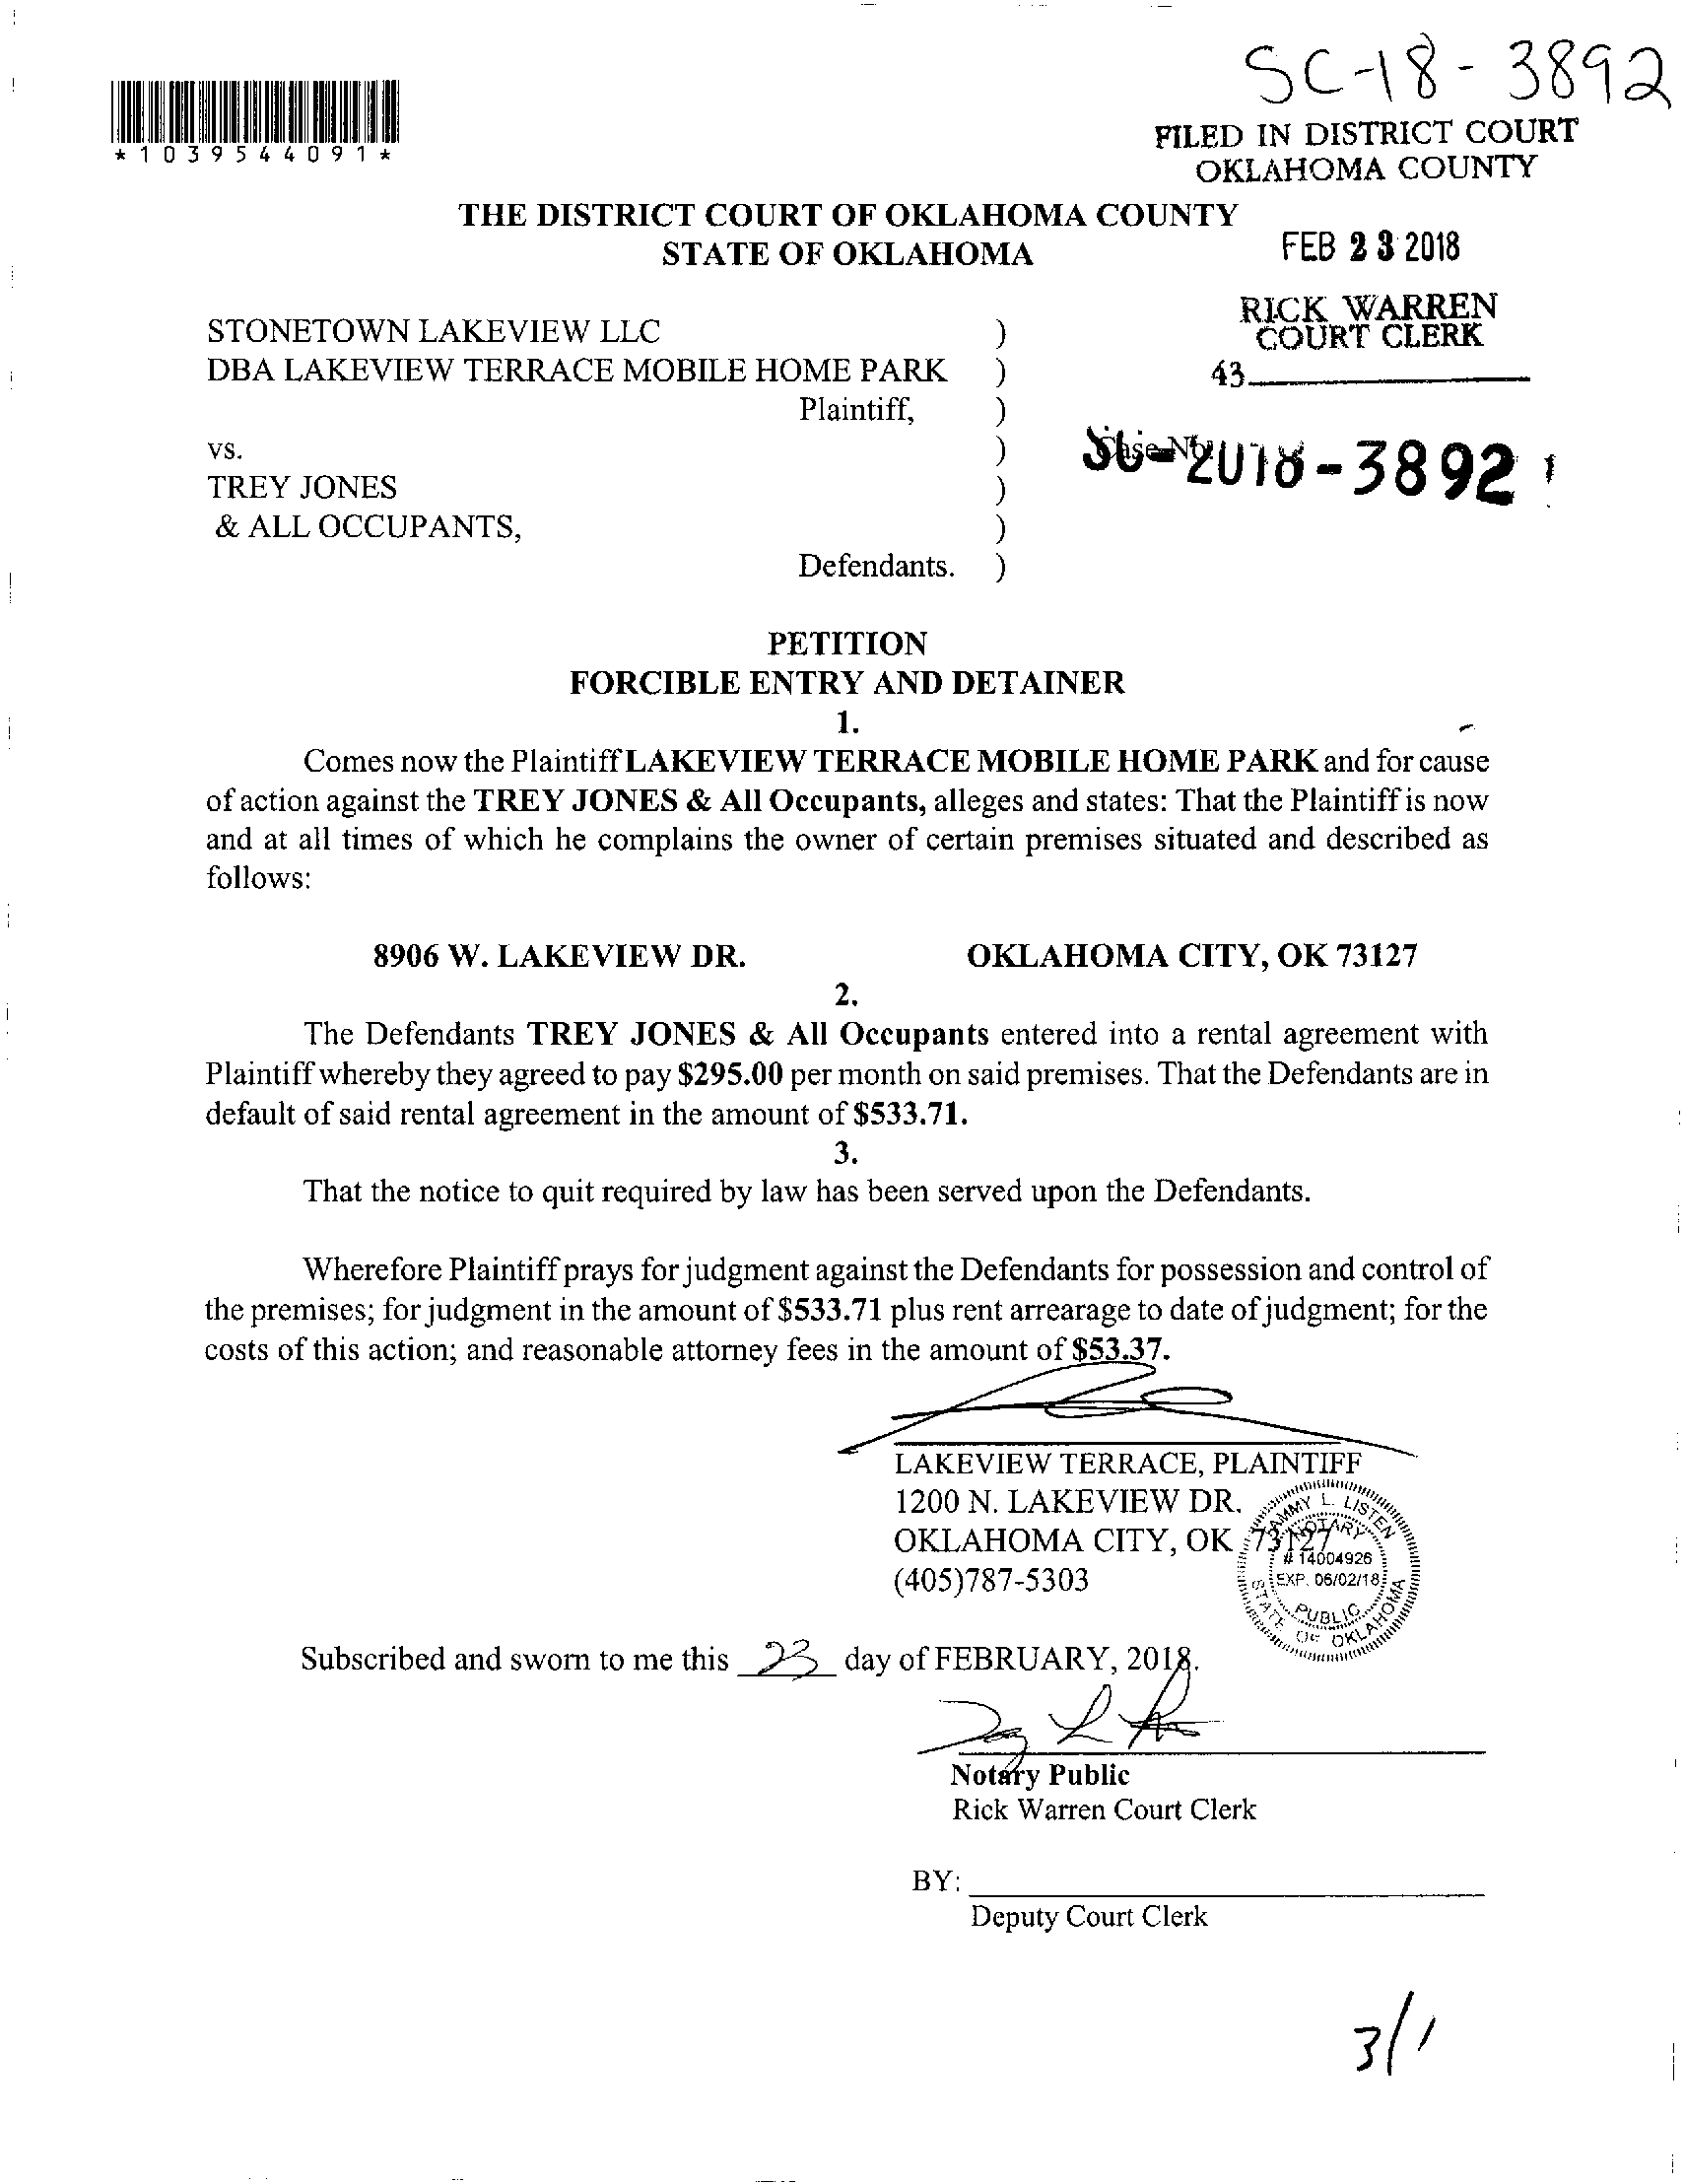 SC-18-3892
*1039544091*
FILED IN DISTRICT COURT
OKLAHOMA COUNTY
THE DISTRICT COURT OF OKLAHOMA COUNTY
STATE OF OKLAHOMA
FEB 23 2018
RICK WARREN
COURT CLERK
43
STONETOWN LAKEVIEW LLC )
DBA LAKEVIEW TERRACE MOBILE HOME PARK )
Plaintiff, )
vs. ) Case No. SC-2018-3892
TREY JONES )
& ALL OCCUPANTS, )
Defendants. )
PETITION
FORCIBLE ENTRY AND DETAINER
1.
Comes now the Plaintiff LAKEVIEW TERRACE MOBILE HOME PARK and for cause
of action against the TREY JONES & All Occupants, alleges and states: That the Plaintiff is now
and at all times of which he complains the owner of certain premises situated and described as
follows:
8906 W. LAKEVIEW DR. OKLAHOMA CITY, OK 73127
2.
The Defendants TREY JONES & All Occupants entered into a rental agreement with
Plaintiff whereby they agreed to pay $295.00 per month on said premises. That the Defendants are in
default of said rental agreement in the amount of $533.71.
3.
That the notice to quit required by law has been served upon the Defendants.
Wherefore Plaintiff prays for judgment against the Defendants for possession and control of
the premises; for judgment in the amount of $533.71 plus rent arrearage to date of judgment; for the
costs of this action; and reasonable attorney fees in the amount of $53.37.
LAKEVIEW TERRACE, PLAINTIFF
1200 N. LAKEVIEW DR.
OKLAHOMA CITY, OK 73127
(405)787-5303
TAMMY L. LISTEN
NOTARY
# 14004926
EXP. 06/02/18
PUBLIC
STATE OF OKLAHOMA
Subscribed and sworn to me this 23 day of FEBRUARY, 2018.
Notary Public
Rick Warren Court Clerk
BY:
Deputy Court Clerk
3/1